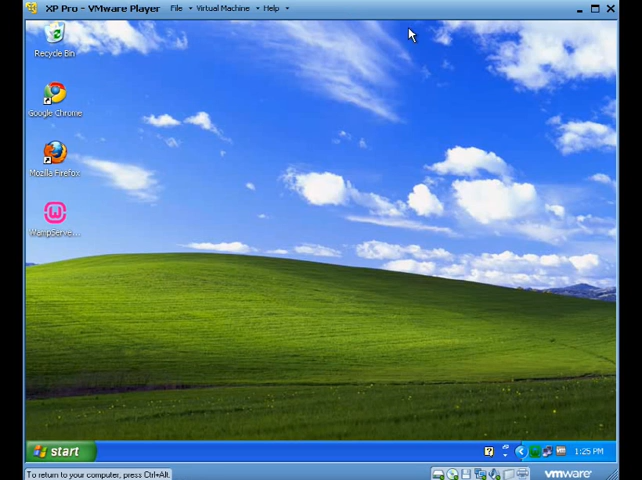 XP Pro - VMware Player File Virtual Machine Help
Recycle Bin
Google Chrome
Mozilla Firefox
WampServe...
start
1:25 PM
To return to your computer, press Ctrl+Alt.
vmware